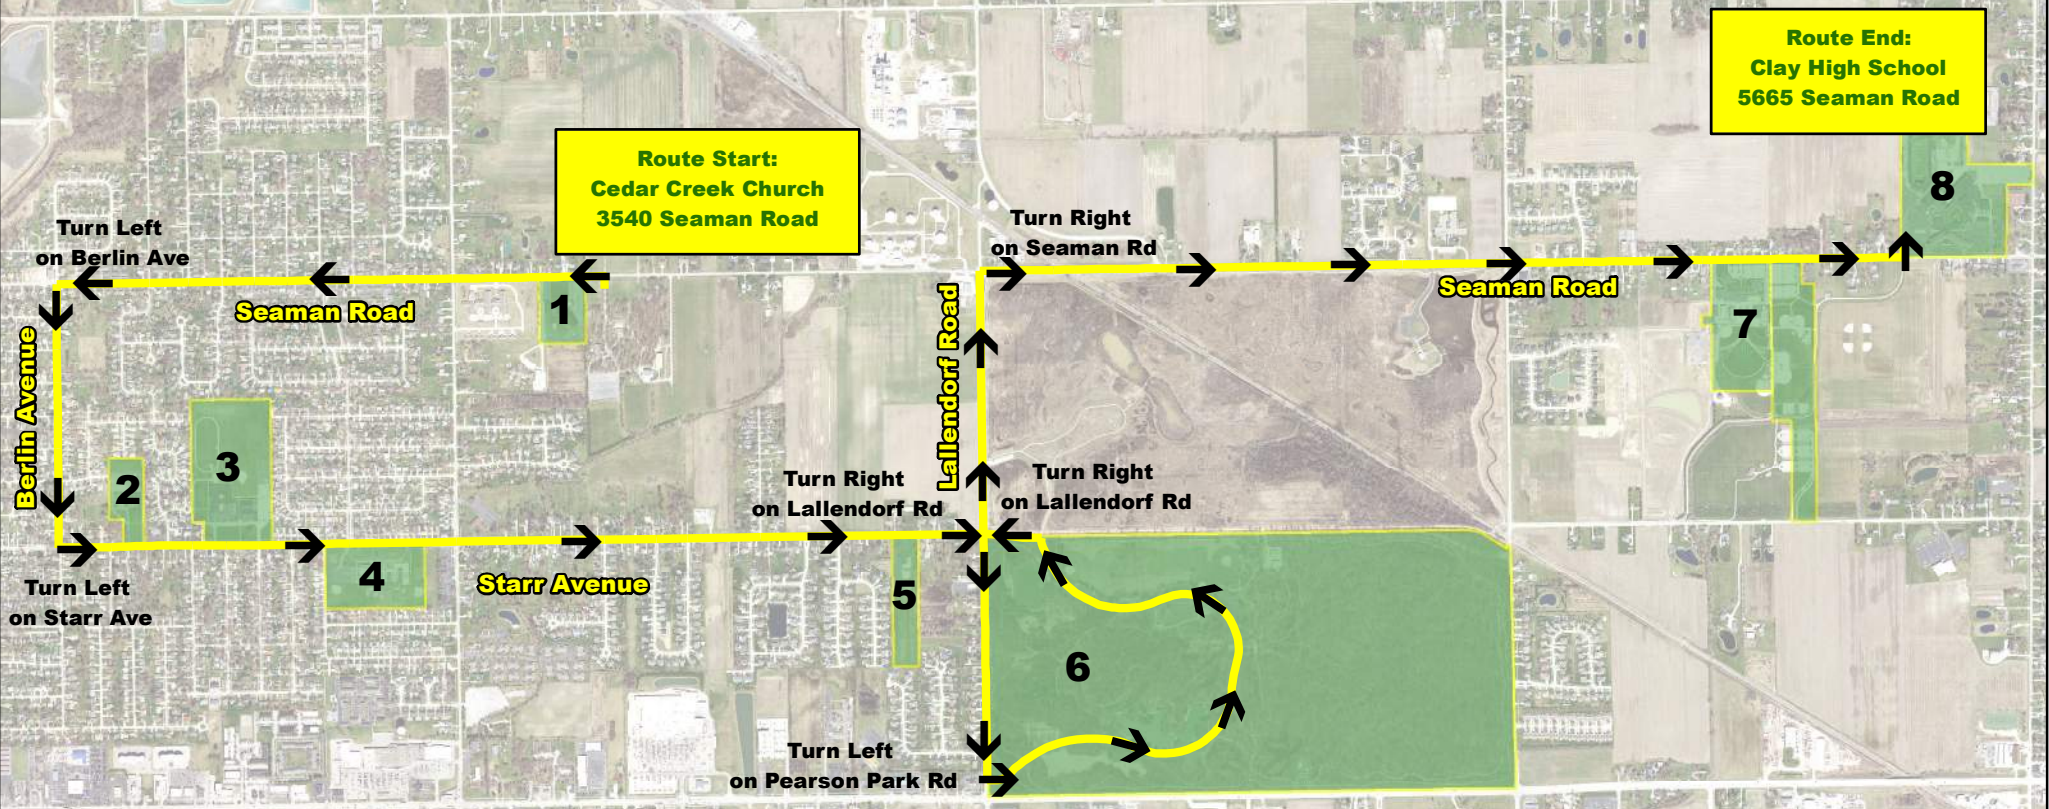 Route End:
Clay High School
5665 Seaman Road
Route Start:
Cedar Creek Church
3540 Seaman Road
8
Turn Left
on Berlin Ave
Turn Right
on Seaman Rd
Seaman Road
1
Seaman Road
7
Berlin Avenue
Lallendorf Road
2
3
Turn Right
on Lallendorf Rd
Turn Right
on Lallendorf Rd
4
Starr Avenue
5
Turn Left
on Starr Ave
6
Turn Left
on Pearson Park Rd